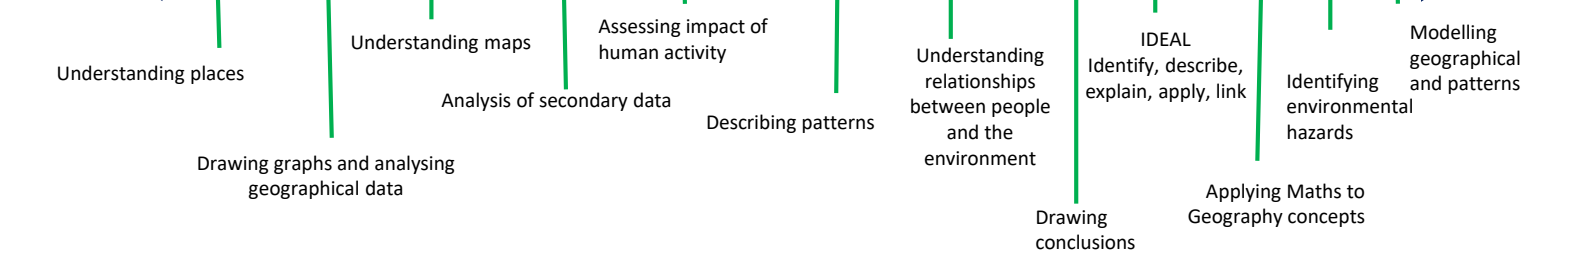 Understanding places
Drawing graphs and analysing
geographical data
Understanding maps
Analysis of secondary data
Assessing impact of
human activity
Describing patterns
Understanding
relationships
between people
and the
environment
Drawing
conclusions
IDEAL
Identify, describe,
explain, apply, link
Applying Maths to
Geography concepts
Identifying
environmental
hazards
Modelling
geographical
and patterns